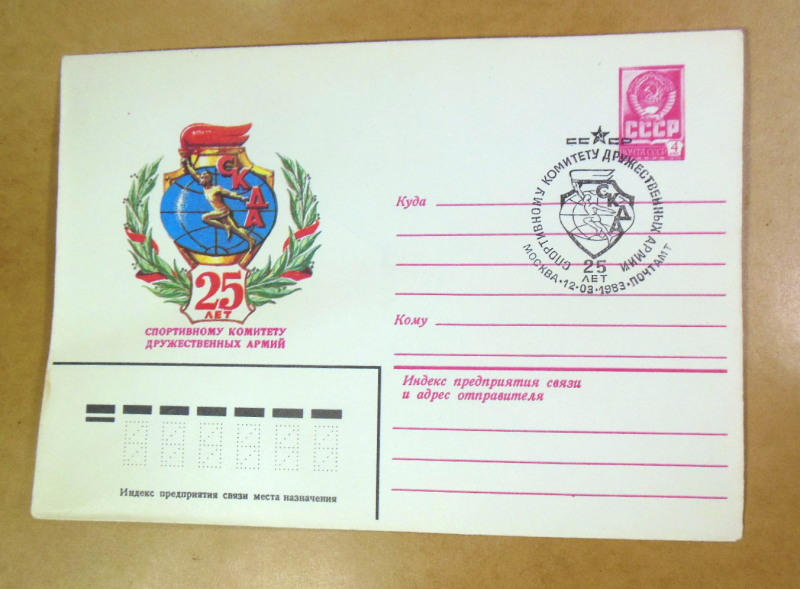 СКДА
25
ЛЕТ
СПОРТИВНОМУ КОМИТЕТУ
ДРУЖЕСТВЕННЫХ АРМИЙ
СССР
ПОЧТА СССР
4
СССР
СПОРТИВНОМУ КОМИТЕТУ ДРУЖЕСТВЕННЫХ АРМИЙ
СКДА
25
ЛЕТ
МОСКВА·12·03·1983·ПОЧТАМТ
Куда
Кому
Индекс предприятия связи
и адрес отправителя
Индекс предприятия связи места назначения